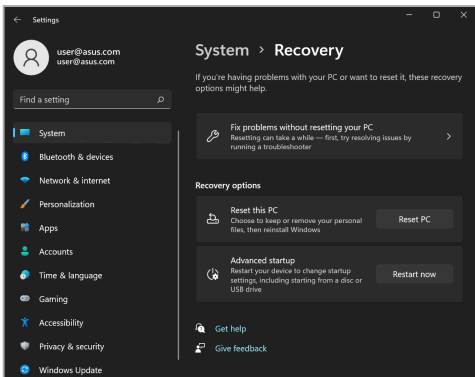 Settings
user@asus.com
user@asus.com
Find a setting
System
Bluetooth & devices
Network & internet
Personalization
Apps
Accounts
Time & language
Gaming
Accessibility
Privacy & security
Windows Update
System › Recovery
If you're having problems with your PC or want to reset it, these recovery
options might help.
Fix problems without resetting your PC
Resetting can take a while — first, try resolving issues by
running a troubleshooter
Recovery options
Reset this PC
Choose to keep or remove your personal
files, then reinstall Windows
Reset PC
Advanced startup
Restart your device to change startup
settings, including starting from a disc or
USB drive
Restart now
Get help
Give feedback